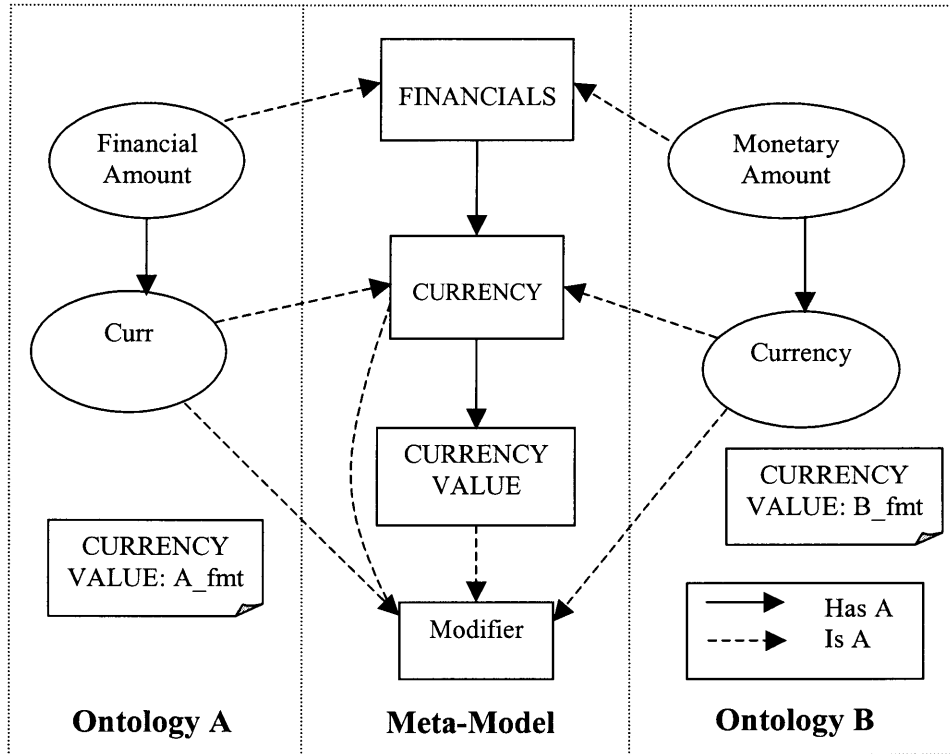 FINANCIALS
Financial
Amount
Monetary
Amount
CURRENCY
Curr
Currency
CURRENCY
VALUE
CURRENCY
VALUE: B_fmt
CURRENCY
VALUE: A_fmt
Modifier
Has A
Is A
Ontology A
Meta-Model
Ontology B